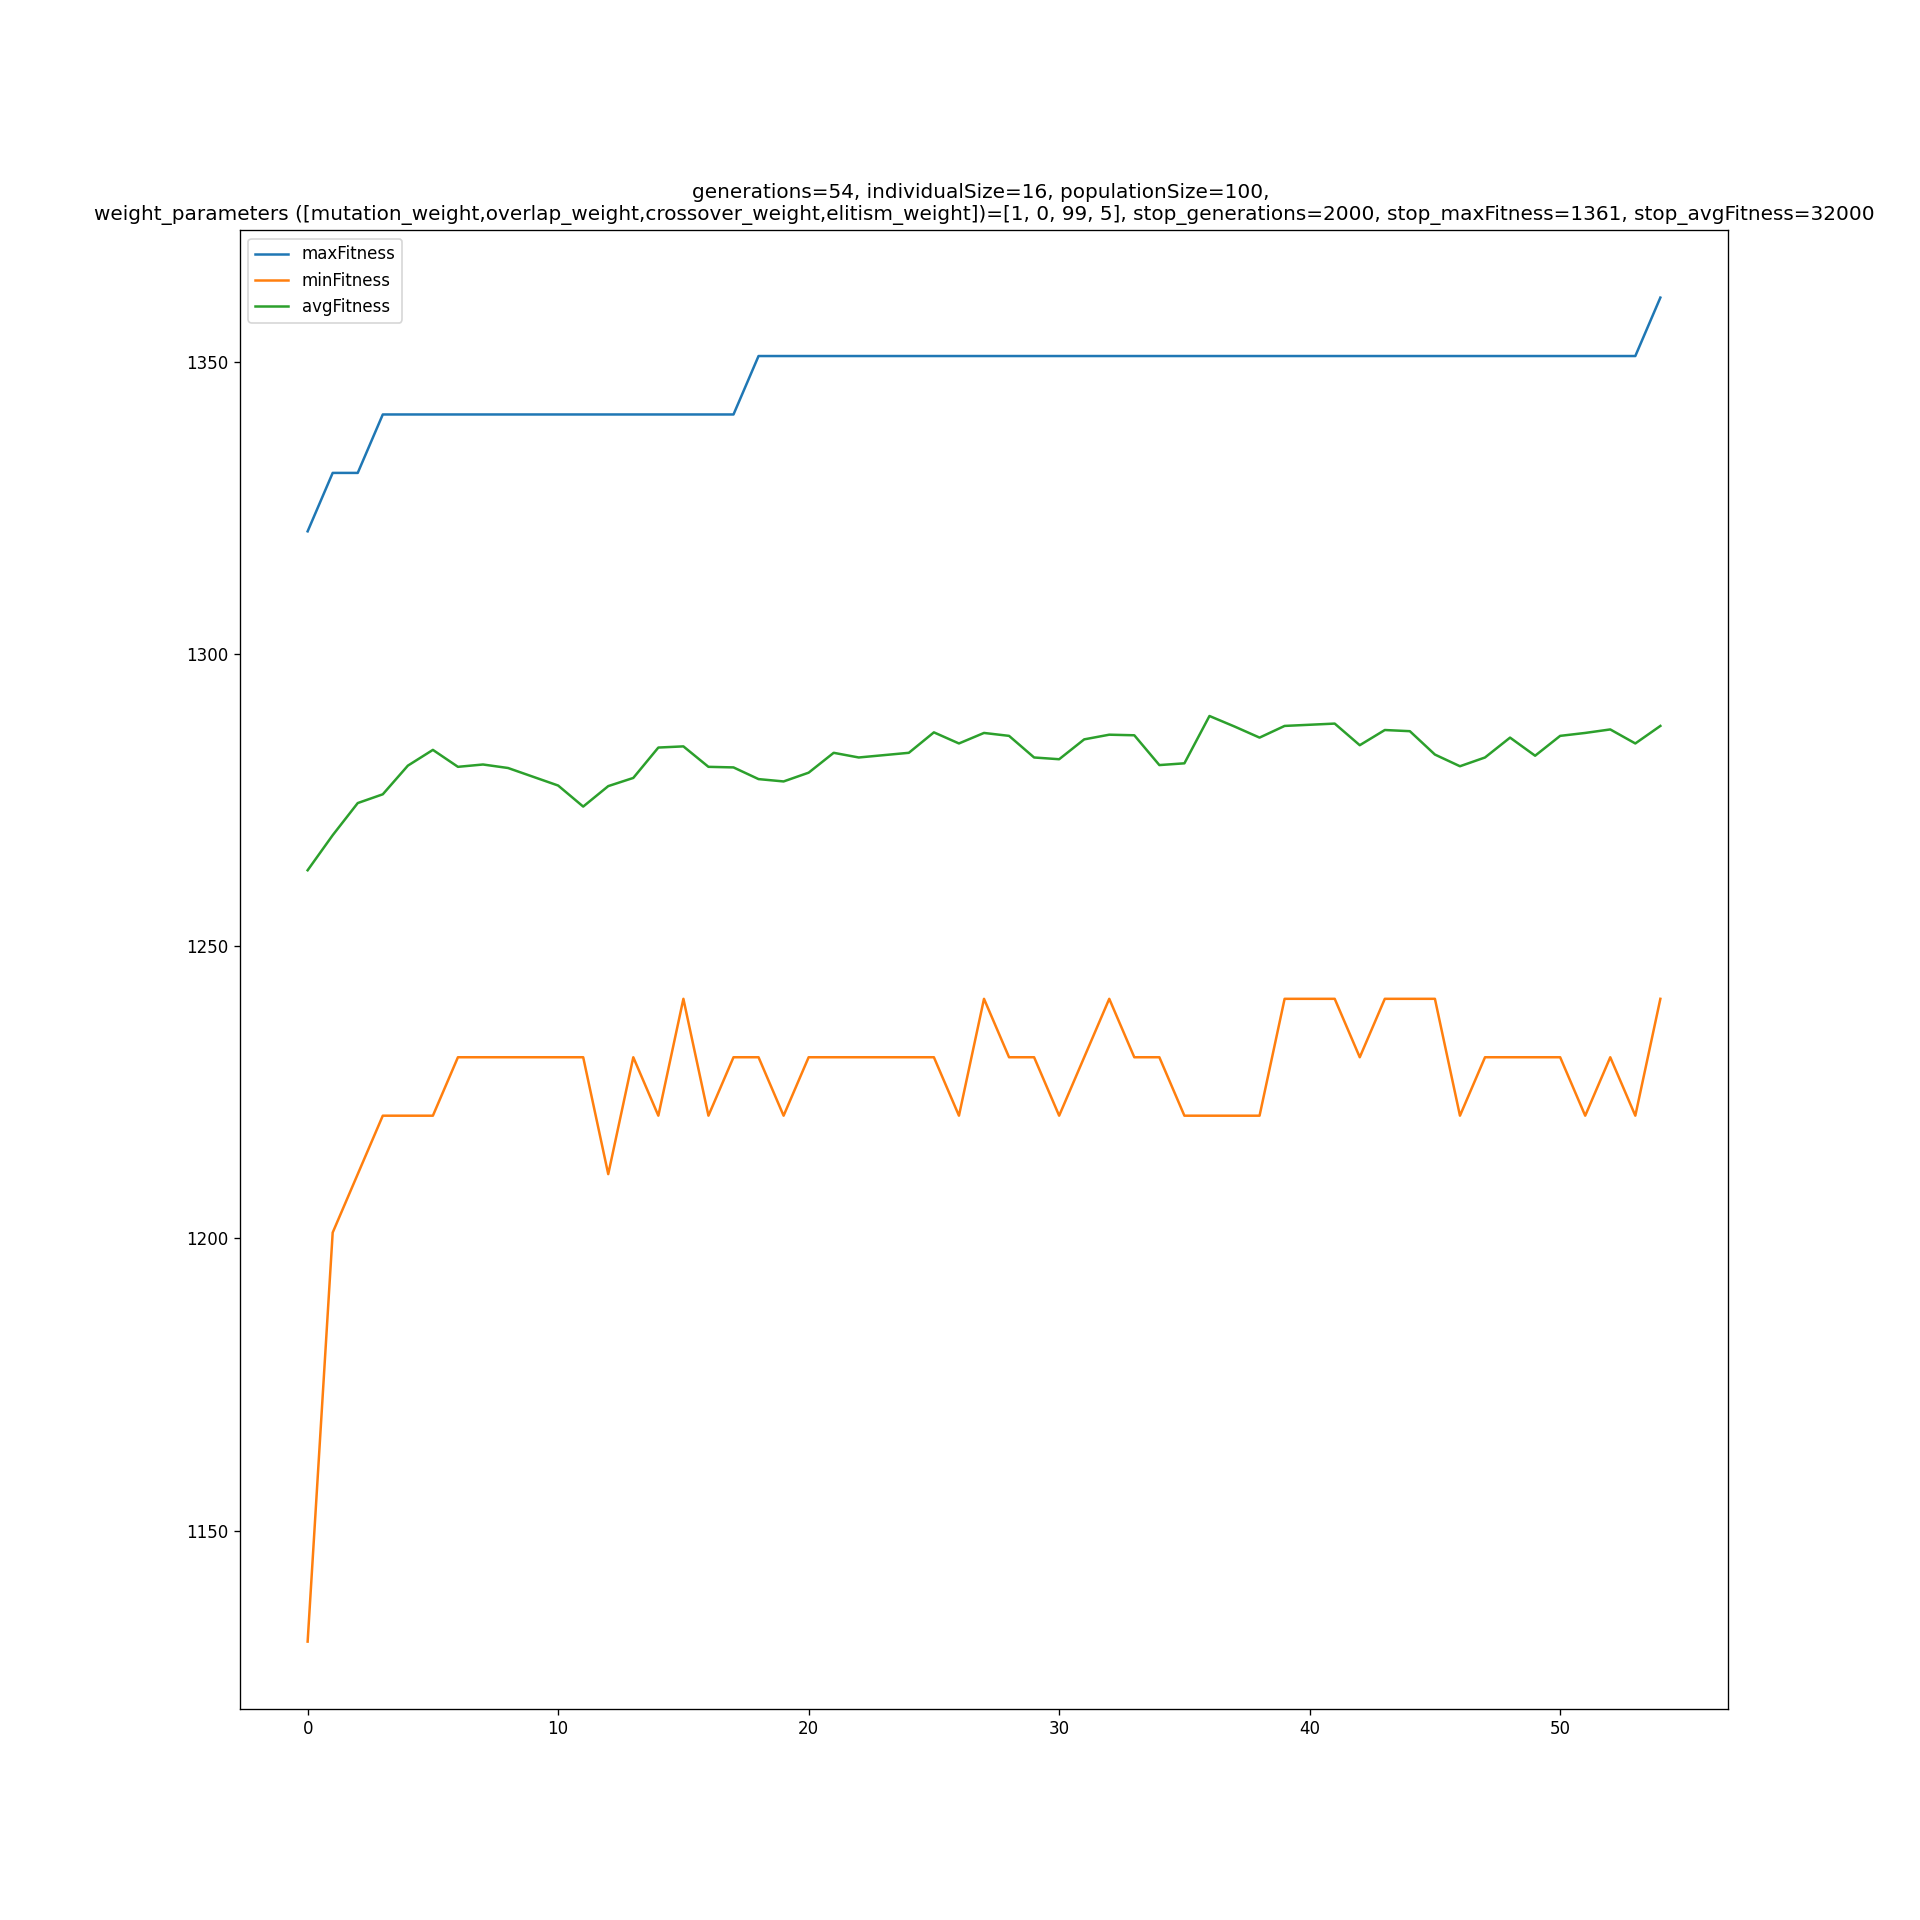 generations=54, individualSize=16, populationSize=100,
weight_parameters ([mutation_weight,overlap_weight,crossover_weight,elitism_weight])=[1, 0, 99, 5], stop_generations=2000, stop_maxFitness=1361, stop_avgFitness=32000
maxFitness
minFitness
avgFitness
1350
1300
1250
1200
1150
0 10 20 30 40 50